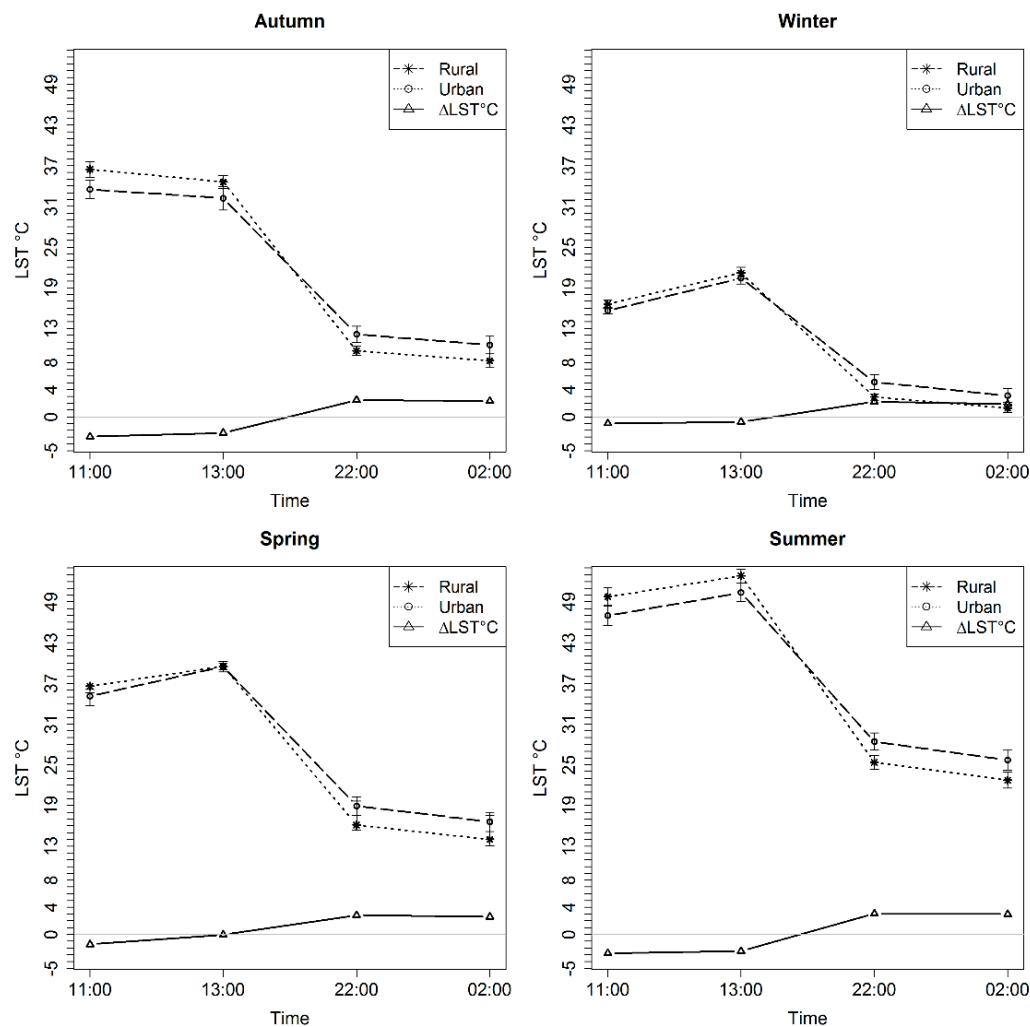 Autumn
Rural
Urban
ΔLST°C
LST °C
49
43
37
31
25
19
13
8
4
0
-5
11:00 13:00 22:00 02:00
Time
Winter
Rural
Urban
ΔLST°C
LST °C
49
43
37
31
25
19
13
8
4
0
-5
11:00 13:00 22:00 02:00
Time
Spring
Rural
Urban
ΔLST°C
LST °C
49
43
37
31
25
19
13
8
4
0
-5
11:00 13:00 22:00 02:00
Time
Summer
Rural
Urban
ΔLST°C
LST °C
49
43
37
31
25
19
13
8
4
0
-5
11:00 13:00 22:00 02:00
Time